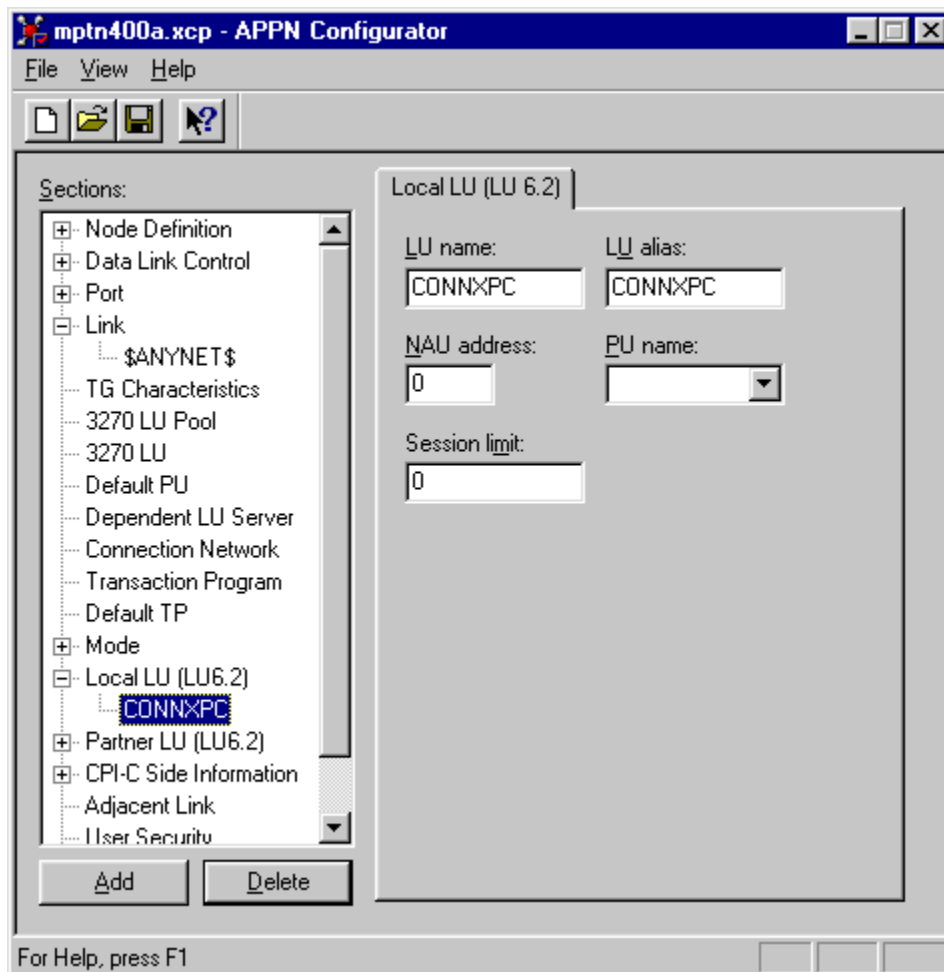 mptn400a.xcp - APPN Configurator
File View Help
Sections:
Node Definition
Data Link Control
Port
Link
$ANYNET$
TG Characteristics
3270 LU Pool
3270 LU
Default PU
Dependent LU Server
Connection Network
Transaction Program
Default TP
Mode
Local LU (LU6.2)
CONNXPC
Partner LU (LU6.2)
CPI-C Side Information
Adjacent Link
User Security
Add Delete
Local LU (LU 6.2)
LU name: LU alias:
CONNXPC CONNXPC
NAU address: PU name:
0
Session limit:
0
For Help, press F1